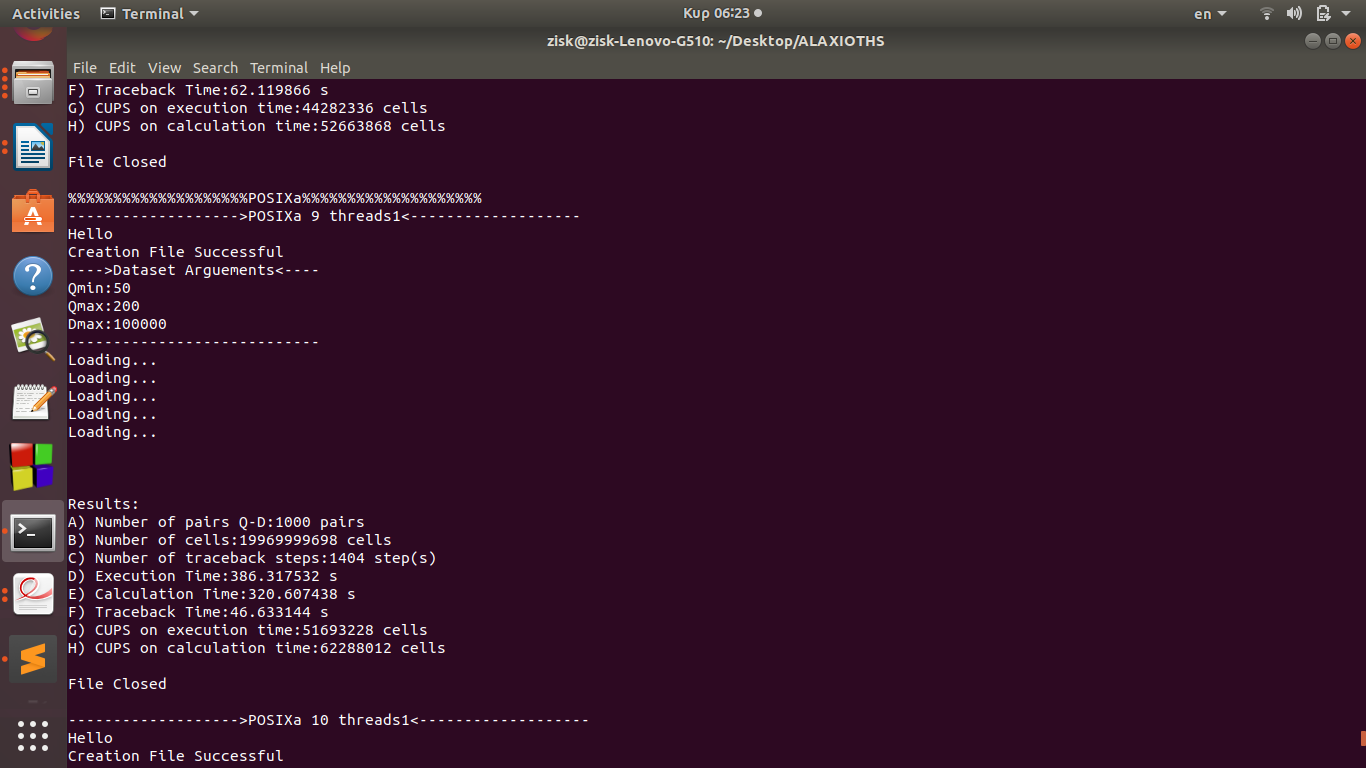 Activities Terminal Κυρ 06:23 en
zisk@zisk-Lenovo-G510: ~/Desktop/ALAXIOTHS
File Edit View Search Terminal Help
F) Traceback Time:62.119866 s
G) CUPS on execution time:44282336 cells
H) CUPS on calculation time:52663868 cells
File Closed
%%%%%%%%%%%%%%%%%%%%POSIXa%%%%%%%%%%%%%%%%%%%%
------------------->POSIXa 9 threads1<-------------------
Hello
Creation File Successful
---->Dataset Arguements<----
Qmin:50
Qmax:200
Dmax:100000
----------------------------
Loading...
Loading...
Loading...
Loading...
Loading...
Results:
A) Number of pairs Q-D:1000 pairs
B) Number of cells:19969999698 cells
C) Number of traceback steps:1404 step(s)
D) Execution Time:386.317532 s
E) Calculation Time:320.607438 s
F) Traceback Time:46.633144 s
G) CUPS on execution time:51693228 cells
H) CUPS on calculation time:62288012 cells
File Closed
------------------->POSIXa 10 threads1<-------------------
Hello
Creation File Successful